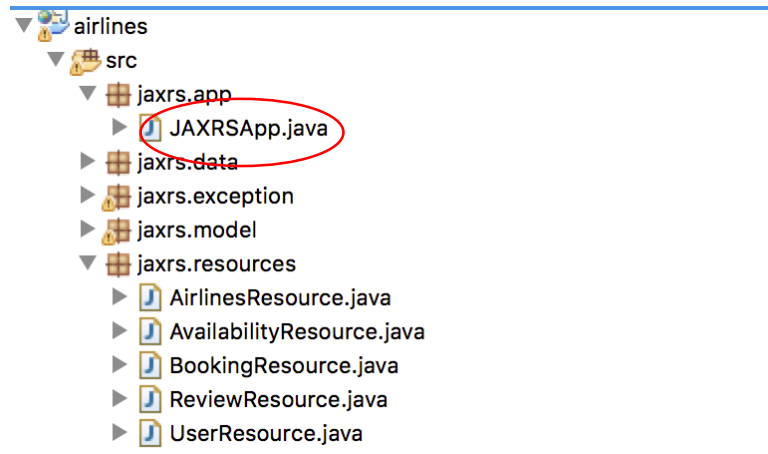 airlines
src
jaxrs.app
JAXRSApp.java
jaxrs.data
jaxrs.exception
jaxrs.model
jaxrs.resources
AirlinesResource.java
AvailabilityResource.java
BookingResource.java
ReviewResource.java
UserResource.java